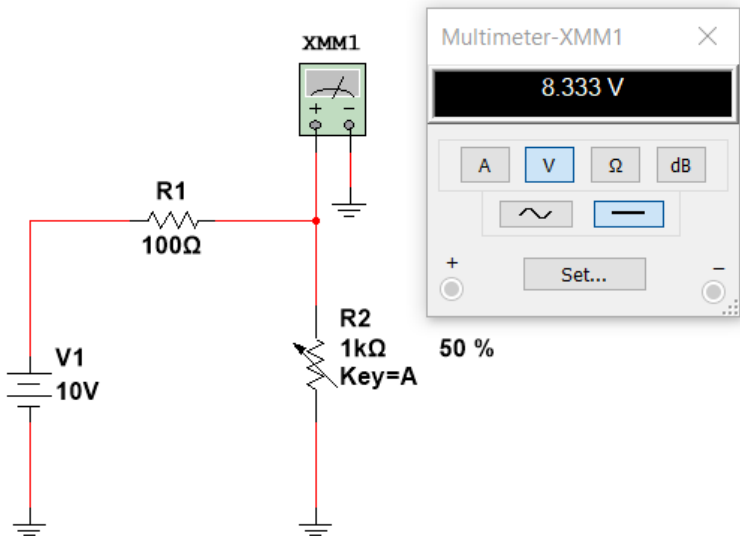 XMM1
+ −
R1
100Ω
V1
10V
R2
1kΩ
Key=A
50 %
Multimeter-XMM1
8.333 V
A V Ω dB
+ −
Set...